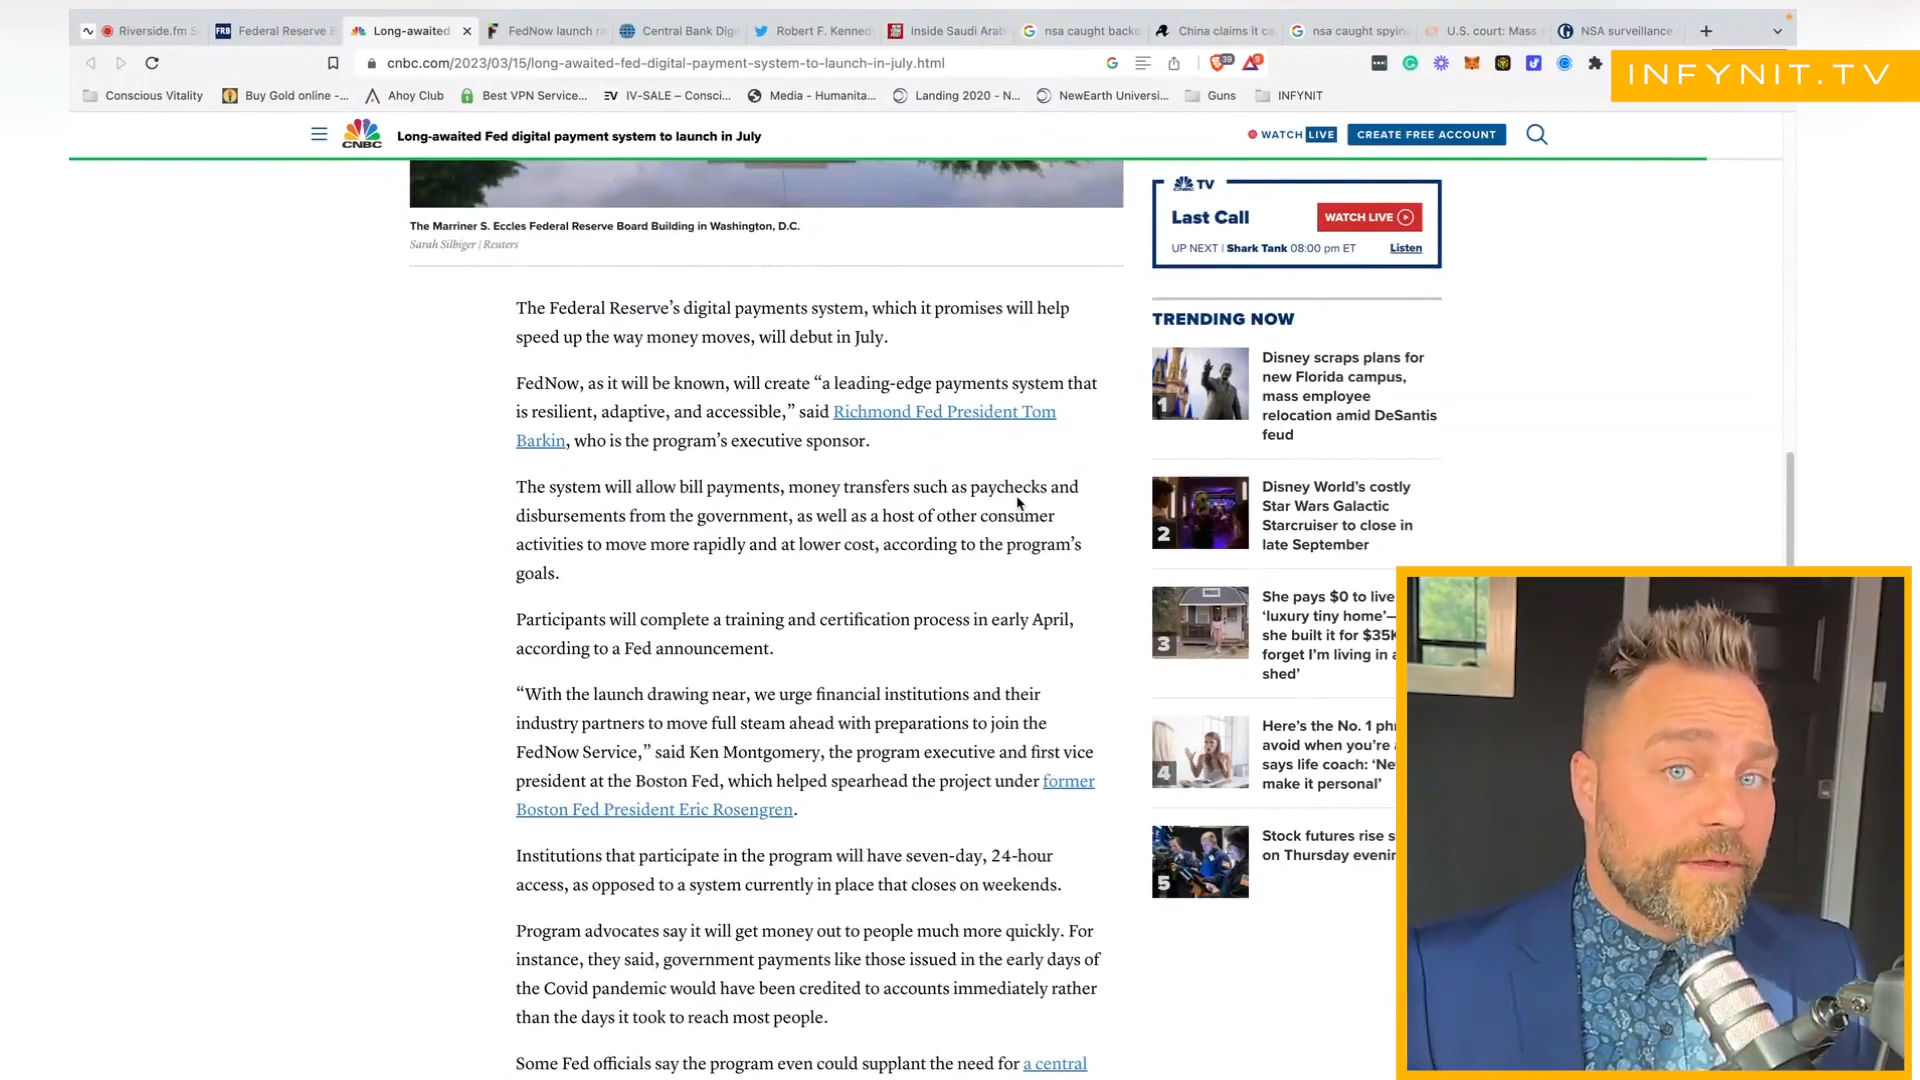 Riverside.fm S
FRB Federal Reserve B
Long-awaited
FedNow launch ra
Central Bank Digi
Robert F. Kenned
Inside Saudi Arab
nsa caught backd
China claims it ca
nsa caught spying
U.S. court: Mass s
NSA surveillance
cnbc.com/2023/03/15/long-awaited-fed-digital-payment-system-to-launch-in-july.html
39
9
INFYNIT.TV
Conscious Vitality
Buy Gold online -...
Ahoy Club
Best VPN Service...
IV-SALE – Consci...
Media - Humanita...
Landing 2020 - N...
NewEarth Universi...
Guns
INFYNIT
CNBC
Long-awaited Fed digital payment system to launch in July
WATCH LIVE
CREATE FREE ACCOUNT
The Marriner S. Eccles Federal Reserve Board Building in Washington, D.C.
Sarah Silbiger | Reuters
The Federal Reserve’s digital payments system, which it promises will help
speed up the way money moves, will debut in July.
FedNow, as it will be known, will create “a leading-edge payments system that
is resilient, adaptive, and accessible,” said Richmond Fed President Tom
Barkin, who is the program’s executive sponsor.
The system will allow bill payments, money transfers such as paychecks and
disbursements from the government, as well as a host of other consumer
activities to move more rapidly and at lower cost, according to the program’s
goals.
Participants will complete a training and certification process in early April,
according to a Fed announcement.
“With the launch drawing near, we urge financial institutions and their
industry partners to move full steam ahead with preparations to join the
FedNow Service,” said Ken Montgomery, the program executive and first vice
president at the Boston Fed, which helped spearhead the project under former
Boston Fed President Eric Rosengren.
Institutions that participate in the program will have seven-day, 24-hour
access, as opposed to a system currently in place that closes on weekends.
Program advocates say it will get money out to people much more quickly. For
instance, they said, government payments like those issued in the early days of
the Covid pandemic would have been credited to accounts immediately rather
than the days it took to reach most people.
Some Fed officials say the program even could supplant the need for a central
TV
Last Call
WATCH LIVE
UP NEXT | Shark Tank 08:00 pm ET
Listen
TRENDING NOW
1
Disney scraps plans for
new Florida campus,
mass employee
relocation amid DeSantis
feud
2
Disney World’s costly
Star Wars Galactic
Starcruiser to close in
late September
3
She pays $0 to live
‘luxury tiny home’—
she built it for $35K
forget I’m living in a
shed’
4
Here’s the No. 1 phr
avoid when you’re a
says life coach: ‘Ne
make it personal’
5
Stock futures rise s
on Thursday evenin